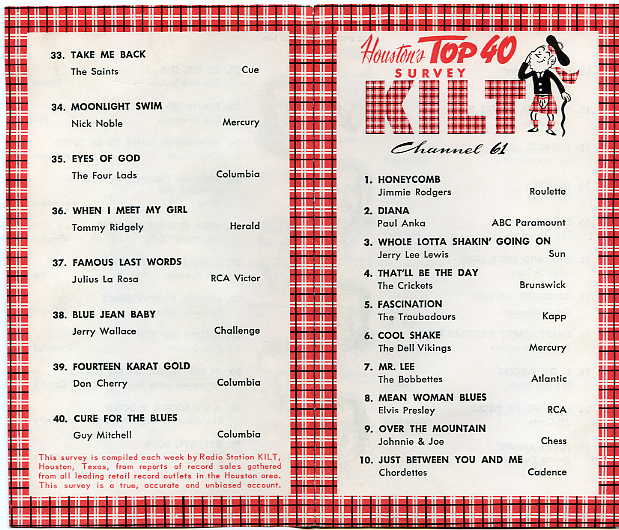 33. TAKE ME BACK
The Saints Cue
34. MOONLIGHT SWIM
Nick Noble Mercury
35. EYES OF GOD
The Four Lads Columbia
36. WHEN I MEET MY GIRL
Tommy Ridgely Herald
37. FAMOUS LAST WORDS
Julius La Rosa RCA Victor
38. BLUE JEAN BABY
Jerry Wallace Challenge
39. FOURTEEN KARAT GOLD
Don Cherry Columbia
40. CURE FOR THE BLUES
Guy Mitchell Columbia
This survey is compiled each week by Radio Station KILT,
Houston, Texas, from reports of record sales gathered
from all leading retail record outlets in the Houston area.
This survey is a true, accurate and unbiased account.
Houston's TOP 40
SURVEY
KILT
Channel 61
1. HONEYCOMB
Jimmie Rodgers Roulette
2. DIANA
Paul Anka ABC Paramount
3. WHOLE LOTTA SHAKIN' GOING ON
Jerry Lee Lewis Sun
4. THAT'LL BE THE DAY
The Crickets Brunswick
5. FASCINATION
The Troubadours Kapp
6. COOL SHAKE
The Dell Vikings Mercury
7. MR. LEE
The Bobbettes Atlantic
8. MEAN WOMAN BLUES
Elvis Presley RCA
9. OVER THE MOUNTAIN
Johnnie & Joe Chess
10. JUST BETWEEN YOU AND ME
Chordettes Cadence